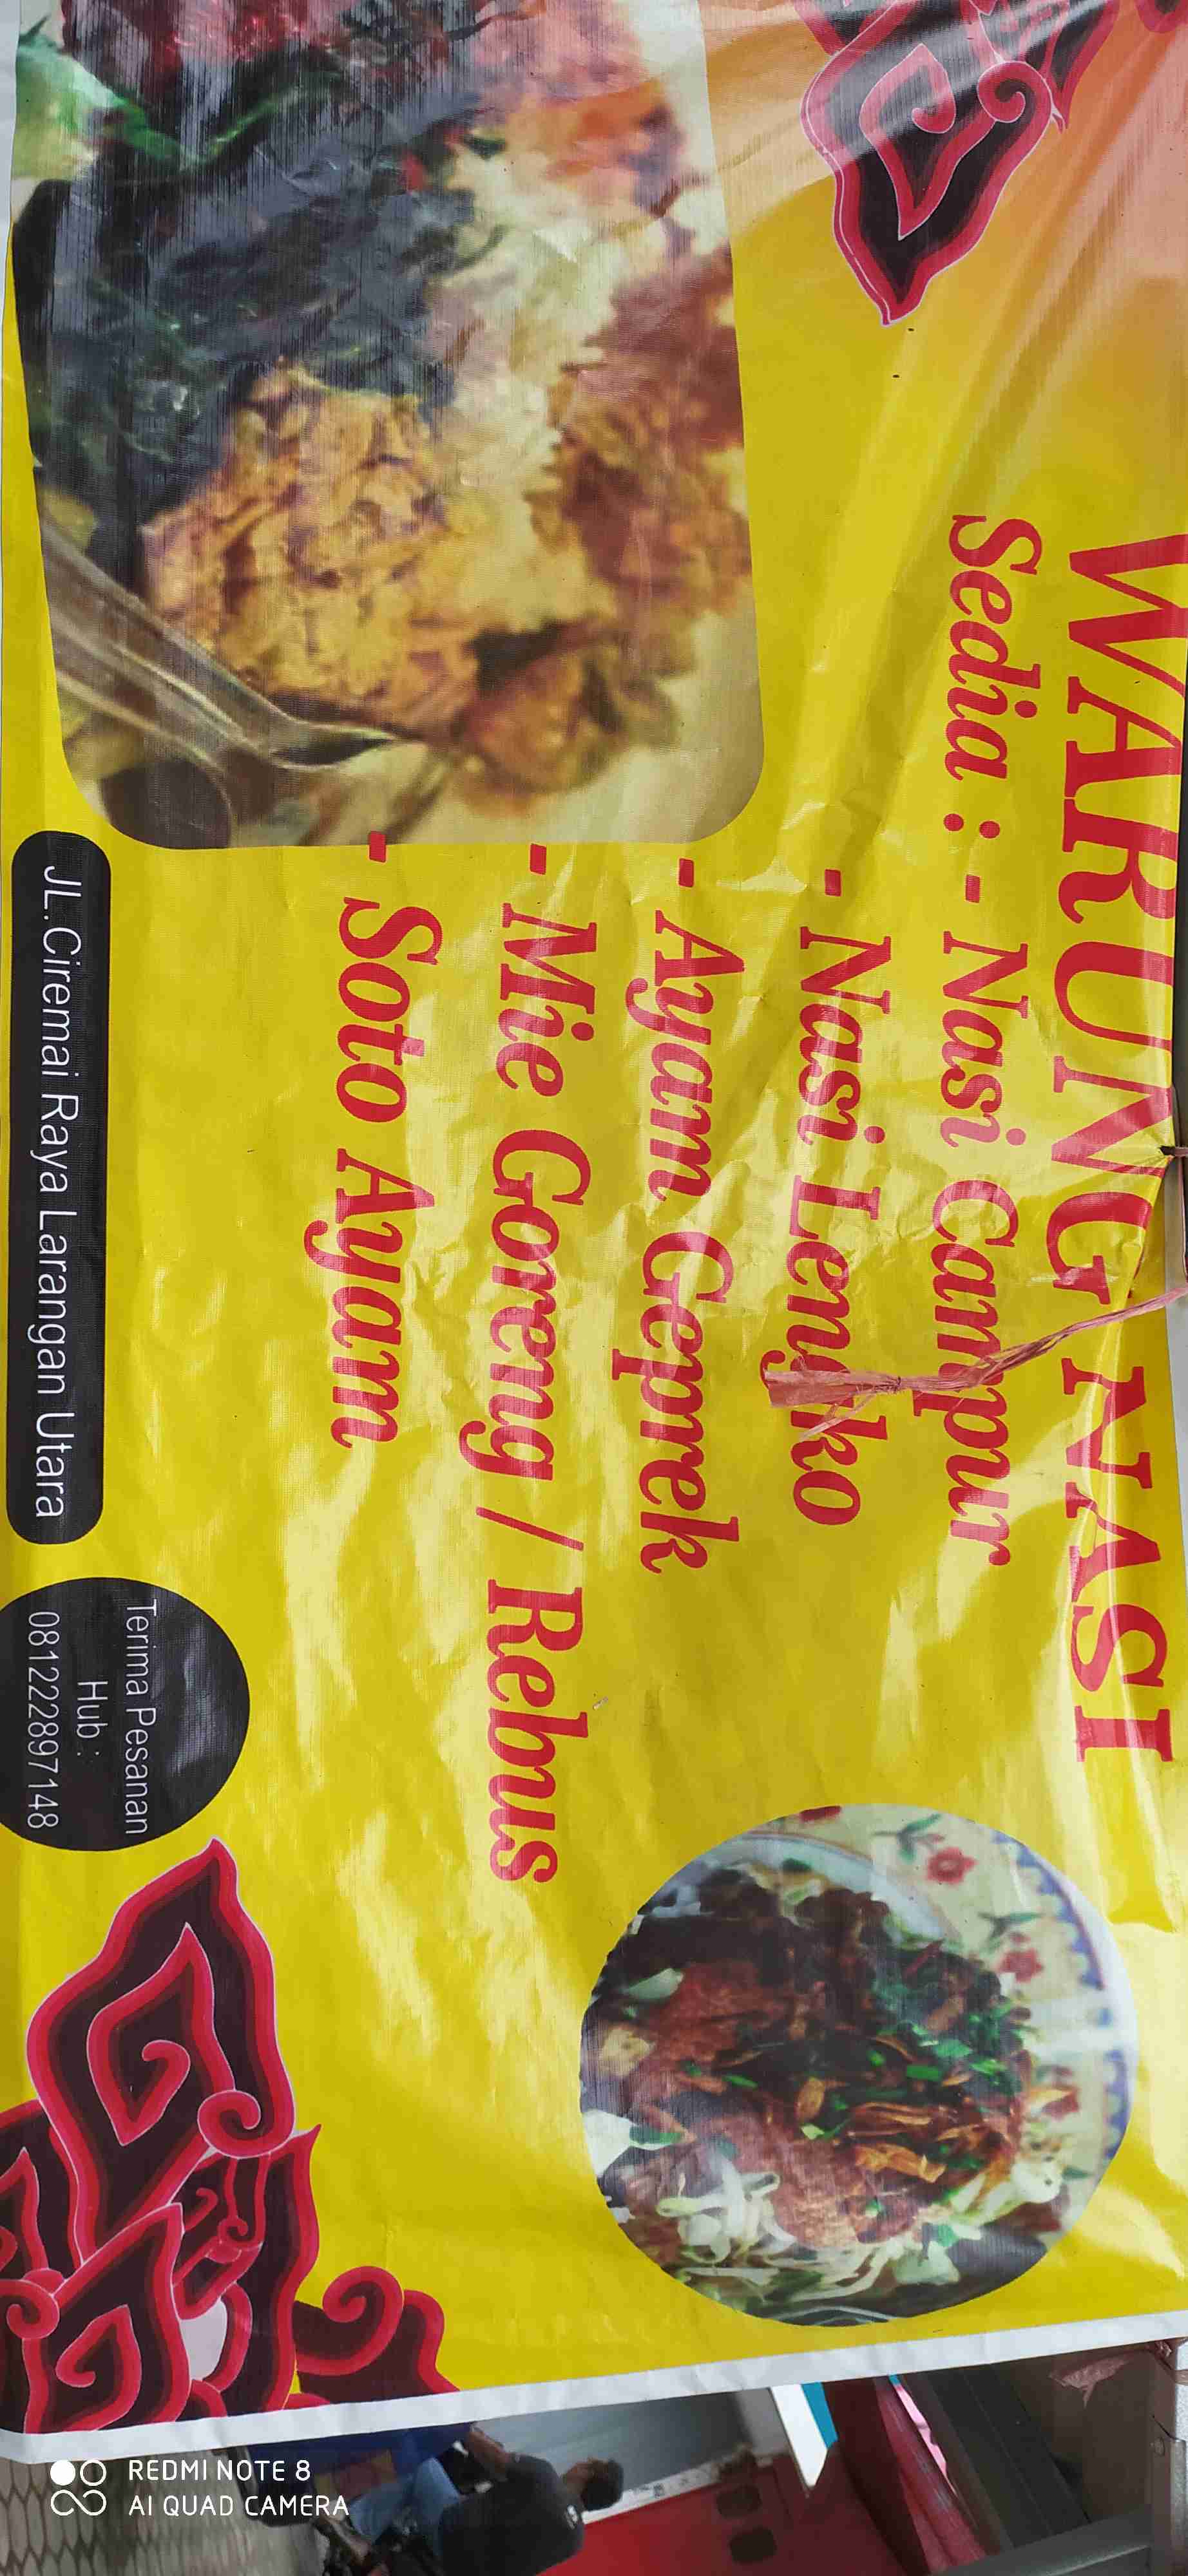 WARUNG NASI
Sedia : - Nasi Campur
- Nasi Lengko
- Ayam Geprek
- Mie Goreng / Rebus
- Soto Ayam
JL.Ciremai Raya Larangan Utara
Terima Pesanan
Hub :
081222897148
REDMI NOTE 8
AI QUAD CAMERA